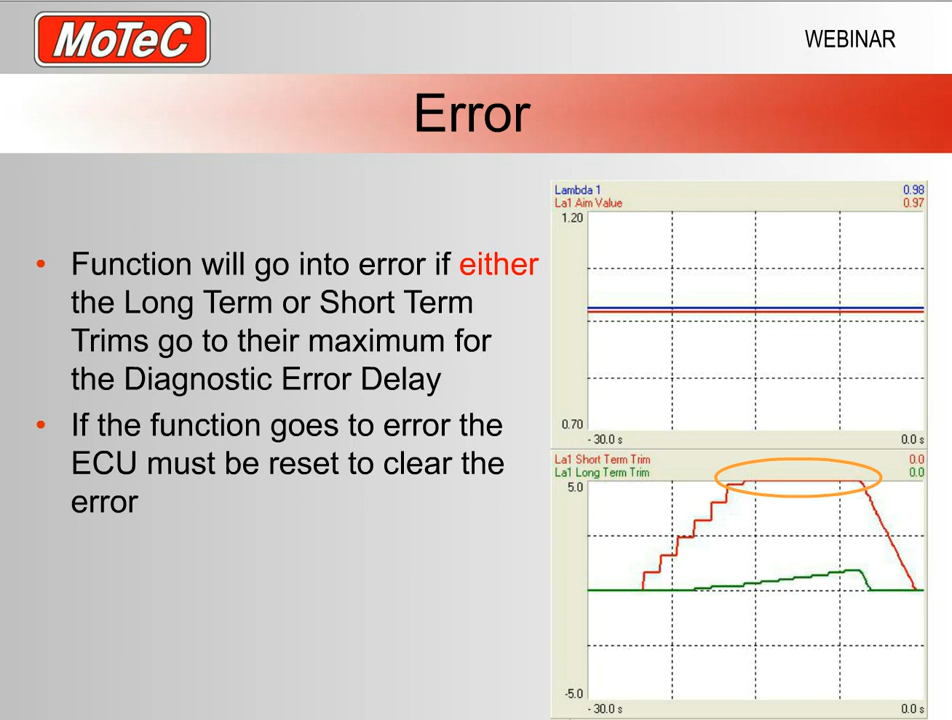 MoTeC
WEBINAR
Error
• Function will go into error if either
the Long Term or Short Term
Trims go to their maximum for
the Diagnostic Error Delay
• If the function goes to error the
ECU must be reset to clear the
error
Lambda 1 0.98
La1 Aim Value 0.97
1.20
0.70
- 30.0 s 0.0 s
La1 Short Term Trim 0.0
La1 Long Term Trim 0.0
5.0
-5.0
- 30.0 s 0.0 s